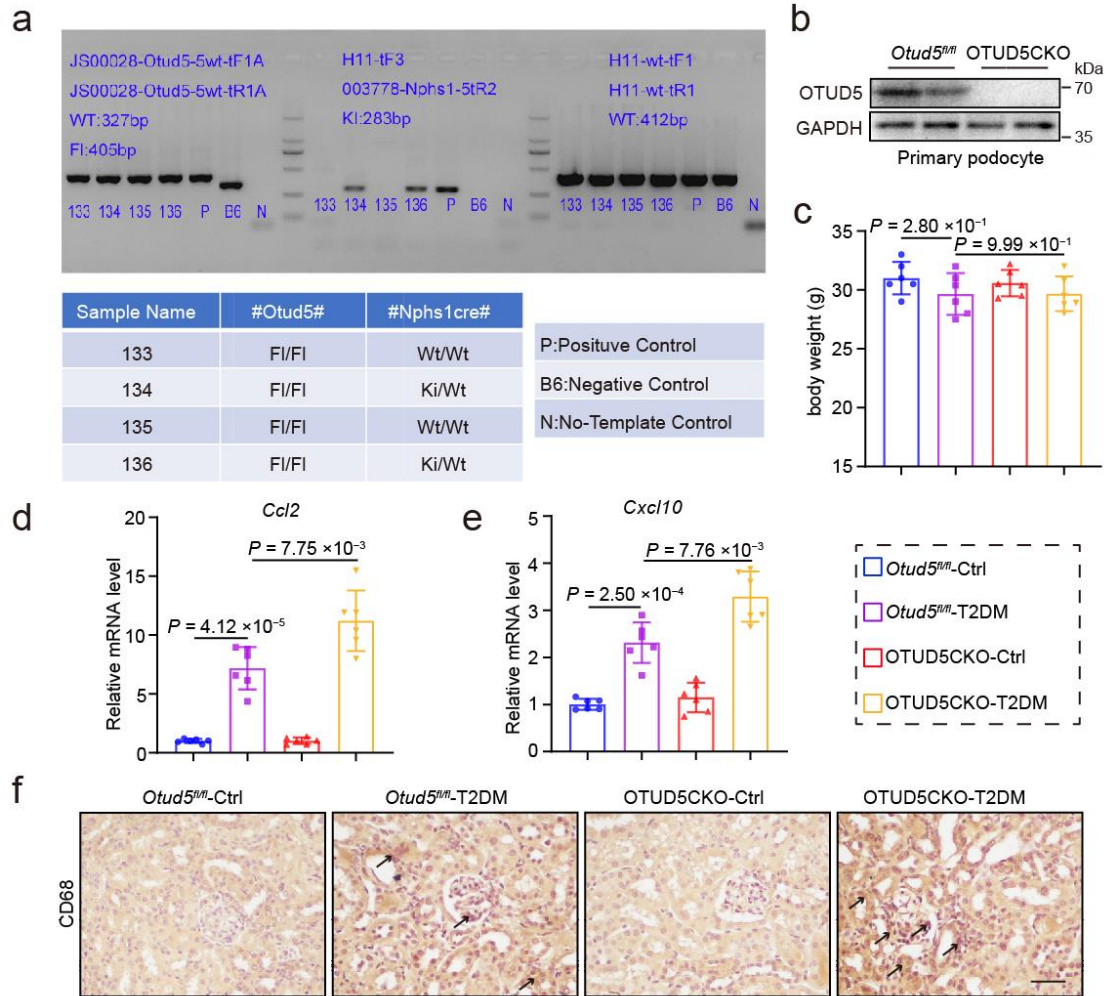 a
JS00028-Otud5-5wt-tF1A
JS00028-Otud5-5wt-tR1A
WT:327bp
Fl:405bp
133 134 135 136 P B6 N
H11-tF3
003778-Nphs1-5tR2
KI:283bp
133 134 135 136 P B6 N
H11-wt-tF1
H11-wt-tR1
WT:412bp
133 134 135 136 P B6 N
Sample Name #Otud5# #Nphs1cre#
133 Fl/Fl Wt/Wt
134 Fl/Fl Ki/Wt
135 Fl/Fl Wt/Wt
136 Fl/Fl Ki/Wt
P:Posituve Control
B6:Negative Control
N:No-Template Control
b
Otud5fl/fl OTUD5CKO
kDa
OTUD5
70
GAPDH
35
Primary podocyte
c
P = 2.80 ×10⁻¹
P = 9.99 ×10⁻¹
body weight (g)
35
30
25
20
15
d
Ccl2
P = 7.75 ×10⁻³
P = 4.12 ×10⁻⁵
Relative mRNA level
20
15
10
5
0
e
Cxcl10
P = 7.76 ×10⁻³
P = 2.50 ×10⁻⁴
Relative mRNA level
5
4
3
2
1
0
Otud5fl/fl-Ctrl
Otud5fl/fl-T2DM
OTUD5CKO-Ctrl
OTUD5CKO-T2DM
f
Otud5fl/fl-Ctrl Otud5fl/fl-T2DM OTUD5CKO-Ctrl OTUD5CKO-T2DM
CD68